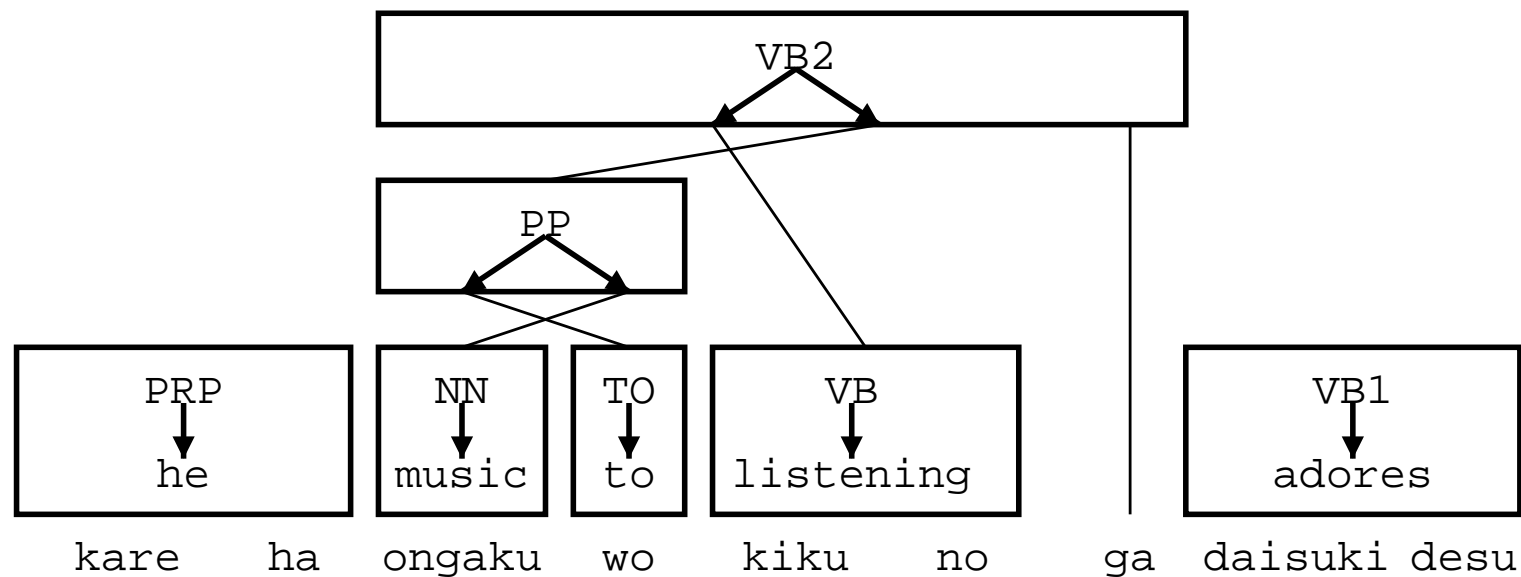 VB2
PP
PRP NN TO VB VB1
he music to listening adores
kare ha ongaku wo kiku no ga daisuki desu